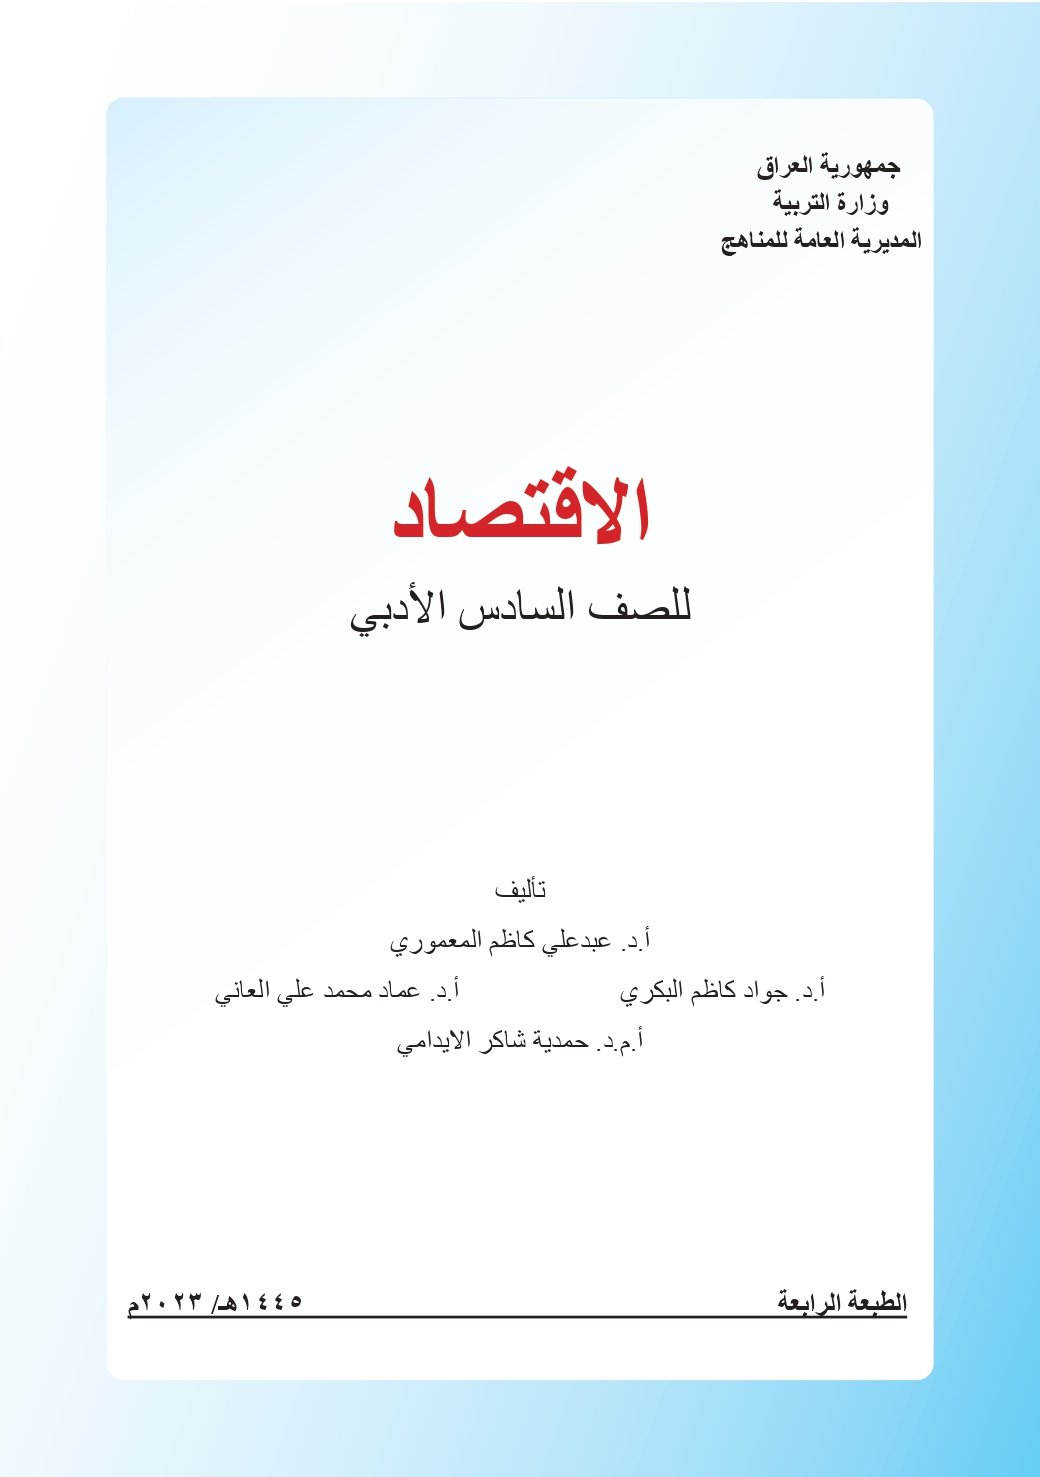 جمهورية العراق
وزارة التربية
المديرية العامة للمناهج
الاقتصاد
للصف السادس الأدبي
تأليف
أ.د. عبدعلي كاظم المعموري
أ.د. جواد كاظم البكري أ.د. عماد محمد علي العاني
أ.م.د. حمدية شاكر الايدامي
الطبعة الرابعة ١٤٤٥هـ/ ٢٠٢٣م